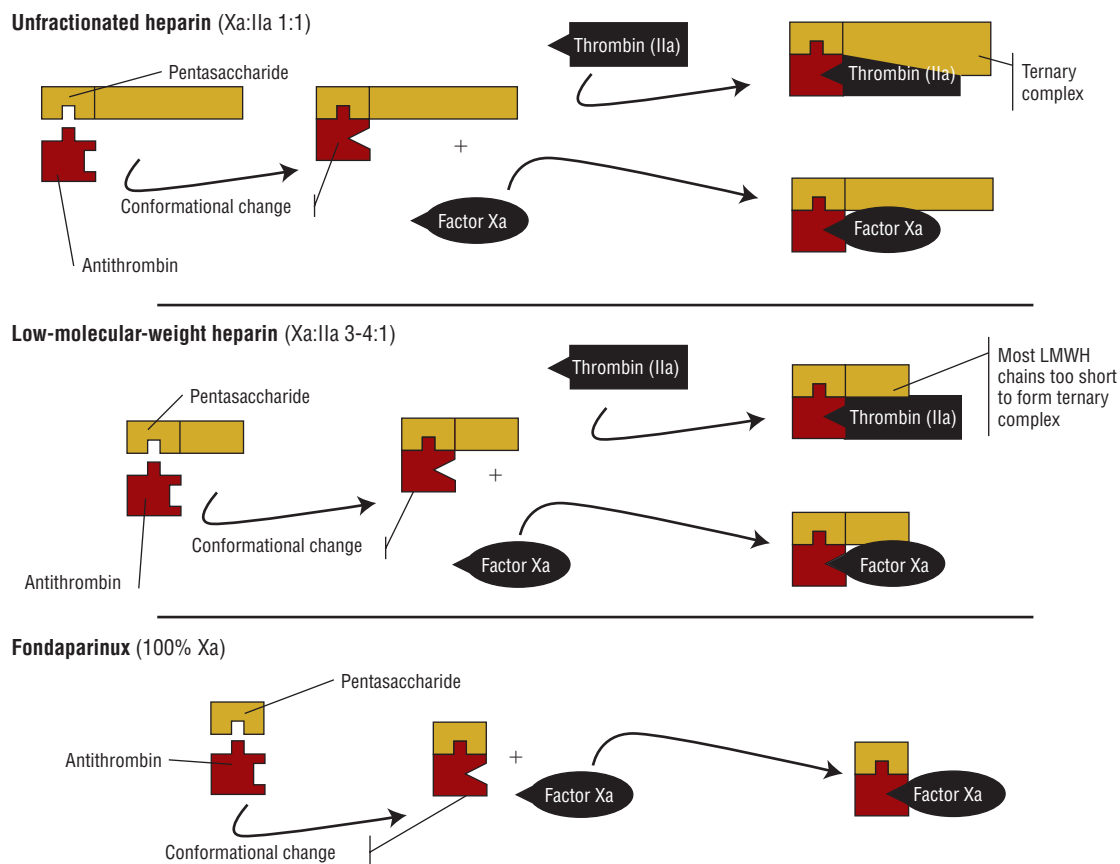 Unfractionated heparin (Xa:IIa 1:1)
Pentasaccharide
Thrombin (IIa)
Thrombin (IIa)
Ternary
complex
+
Conformational change
Factor Xa
Factor Xa
Antithrombin
Low-molecular-weight heparin (Xa:IIa 3-4:1)
Pentasaccharide
Thrombin (IIa)
Thrombin (IIa)
Most LMWH
chains too short
to form ternary
complex
+
Conformational change
Factor Xa
Factor Xa
Antithrombin
Fondaparinux (100% Xa)
Pentasaccharide
Antithrombin
+
Factor Xa
Factor Xa
Conformational change